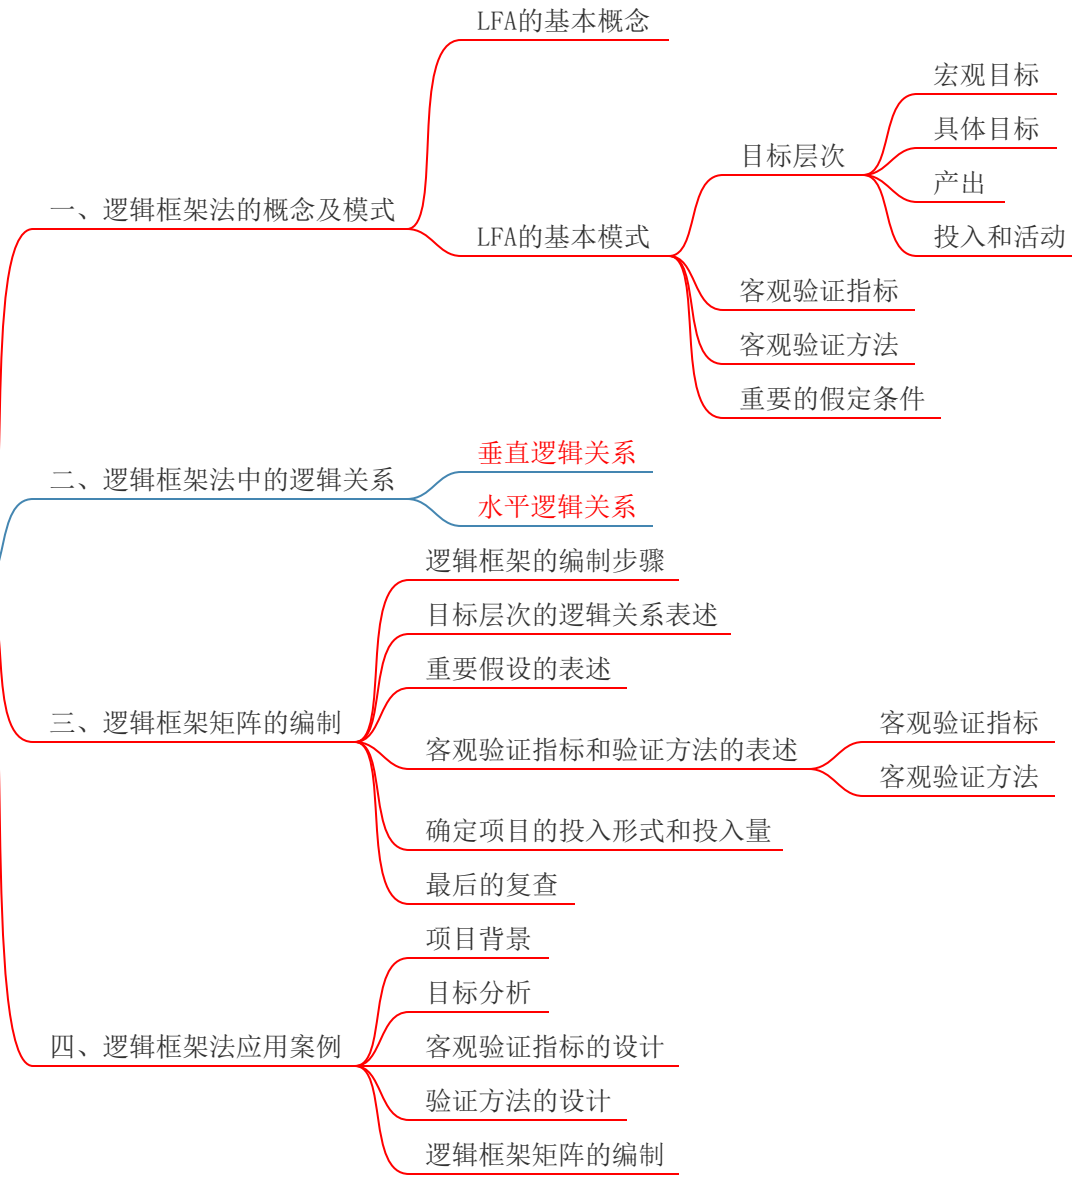 LFA的基本概念
宏观目标
具体目标
目标层次
产出
一、逻辑框架法的概念及模式
LFA的基本模式
投入和活动
客观验证指标
客观验证方法
重要的假定条件
垂直逻辑关系
二、逻辑框架法中的逻辑关系
水平逻辑关系
逻辑框架的编制步骤
目标层次的逻辑关系表述
重要假设的表述
三、逻辑框架矩阵的编制
客观验证指标
客观验证指标和验证方法的表述
客观验证方法
确定项目的投入形式和投入量
最后的复查
项目背景
目标分析
四、逻辑框架法应用案例
客观验证指标的设计
验证方法的设计
逻辑框架矩阵的编制